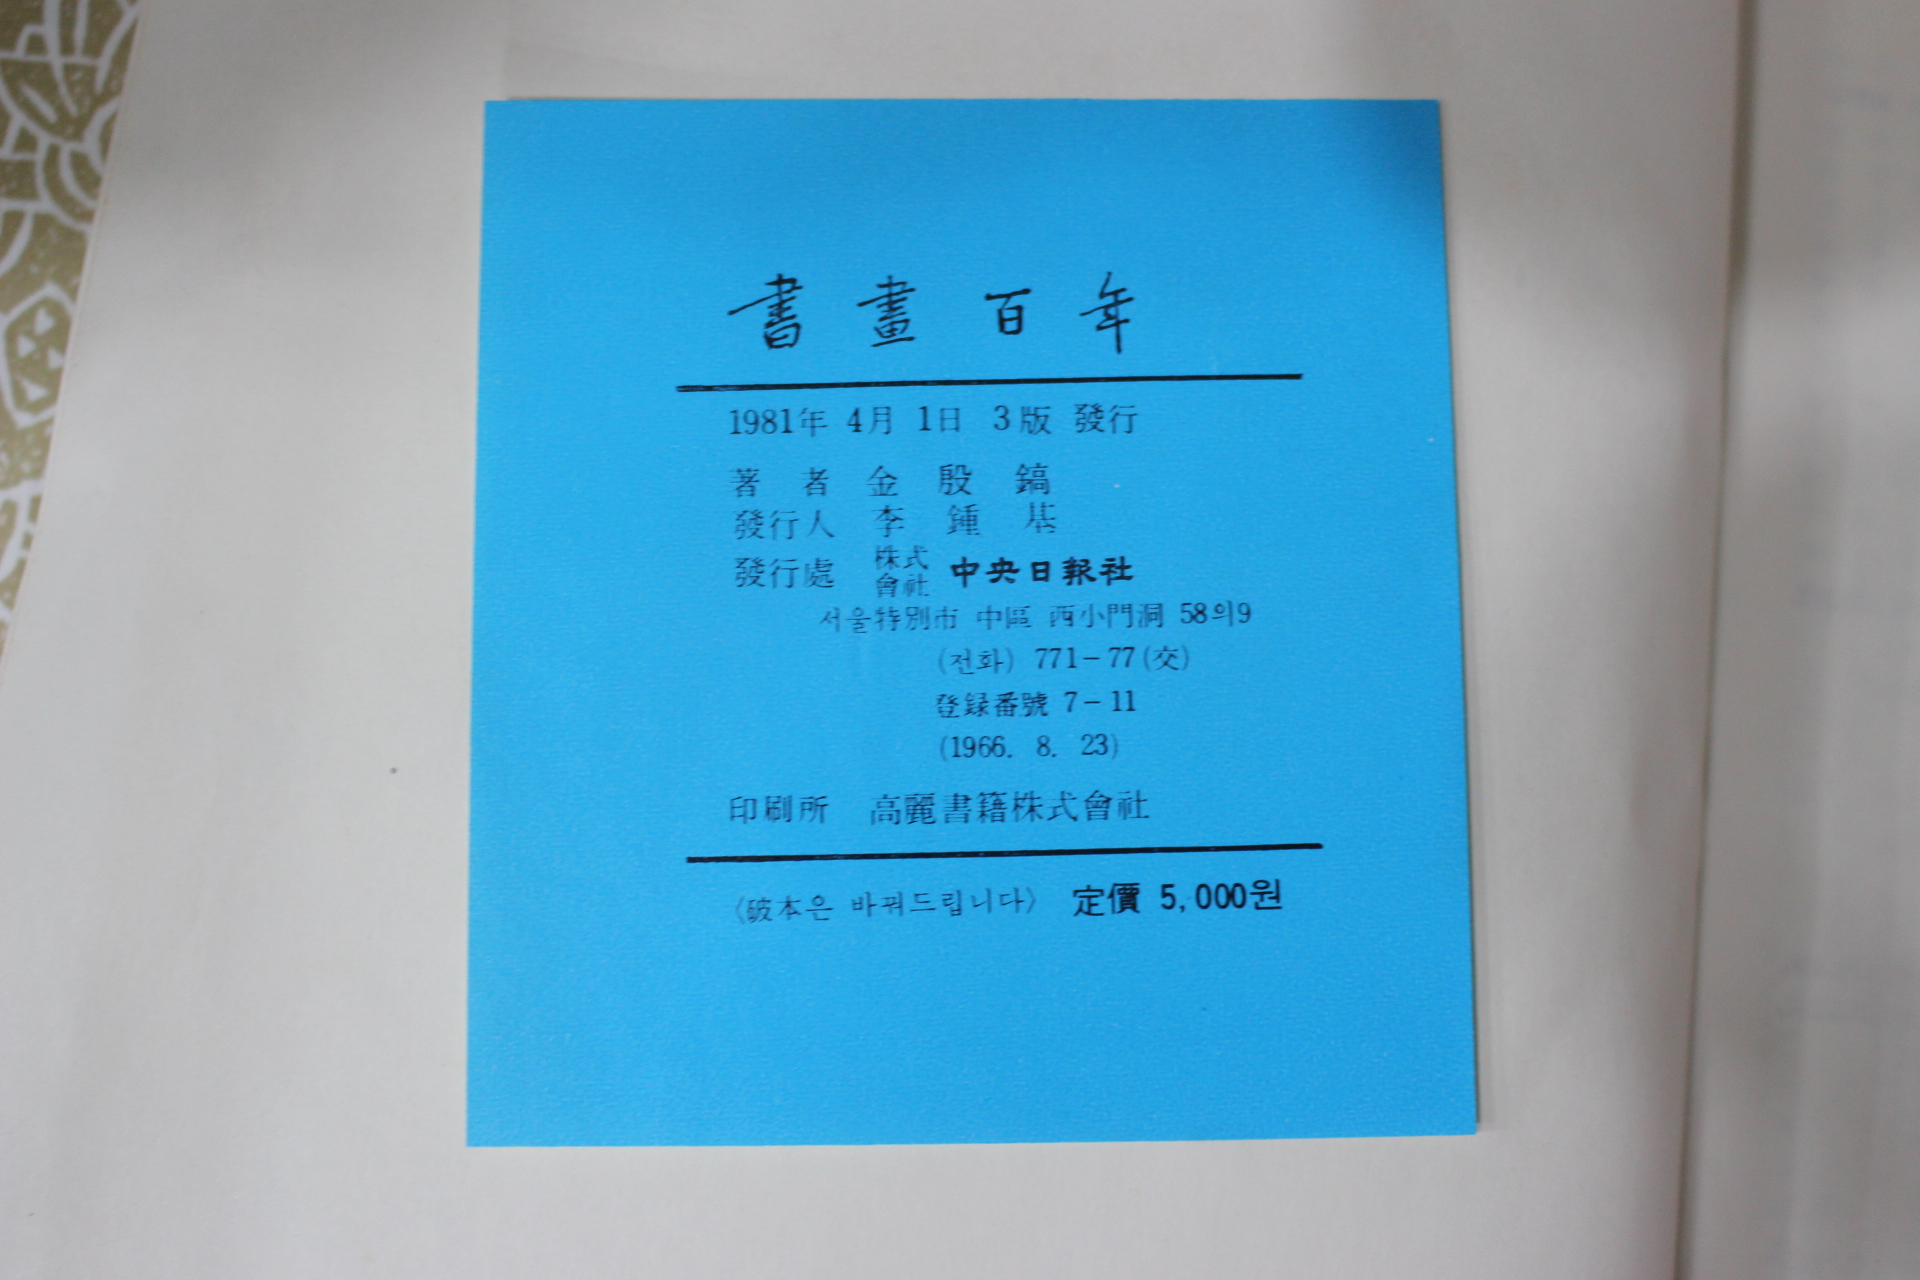 書畫百年
1981年 4月 1日 3版 發行
著者 金殷鎬
發行人 李鍾基
發行處 株式會社 中央日報社
서울特別市 中區 西小門洞 58의9
(전화) 771-77(交)
登録番號 7-11
(1966. 8. 23)
印刷所 高麗書籍株式會社
〈破本은 바꿔드립니다〉 定價 5,000원